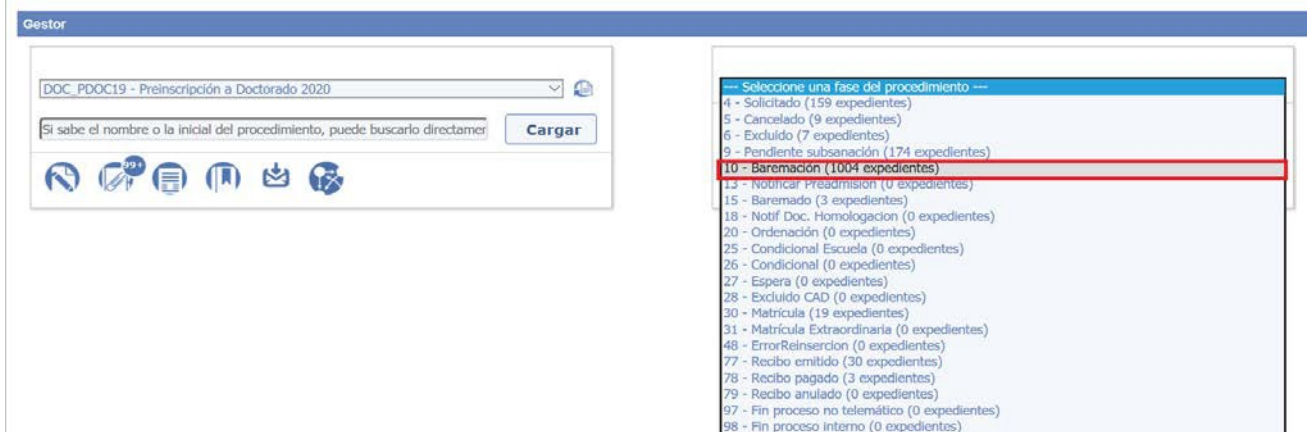 Gestor
DOC_PDOC19 - Preinscripción a Doctorado 2020
Si sabe el nombre o la inicial del procedimiento, puede buscarlo directamer
Cargar
99+
--- Seleccione una fase del procedimiento ---
4 - Solicitado (159 expedientes)
5 - Cancelado (9 expedientes)
6 - Excluido (7 expedientes)
9 - Pendiente subsanación (174 expedientes)
10 - Baremación (1004 expedientes)
13 - Notificar Preadmisión (0 expedientes)
15 - Baremado (3 expedientes)
18 - Notif Doc. Homologacion (0 expedientes)
20 - Ordenación (0 expedientes)
25 - Condicional Escuela (0 expedientes)
26 - Condicional (0 expedientes)
27 - Espera (0 expedientes)
28 - Excluido CAD (0 expedientes)
30 - Matrícula (19 expedientes)
31 - Matrícula Extraordinaria (0 expedientes)
48 - ErrorReinsercion (0 expedientes)
77 - Recibo emitido (30 expedientes)
78 - Recibo pagado (3 expedientes)
79 - Recibo anulado (0 expedientes)
97 - Fin proceso no telemático (0 expedientes)
98 - Fin proceso interno (0 expedientes)